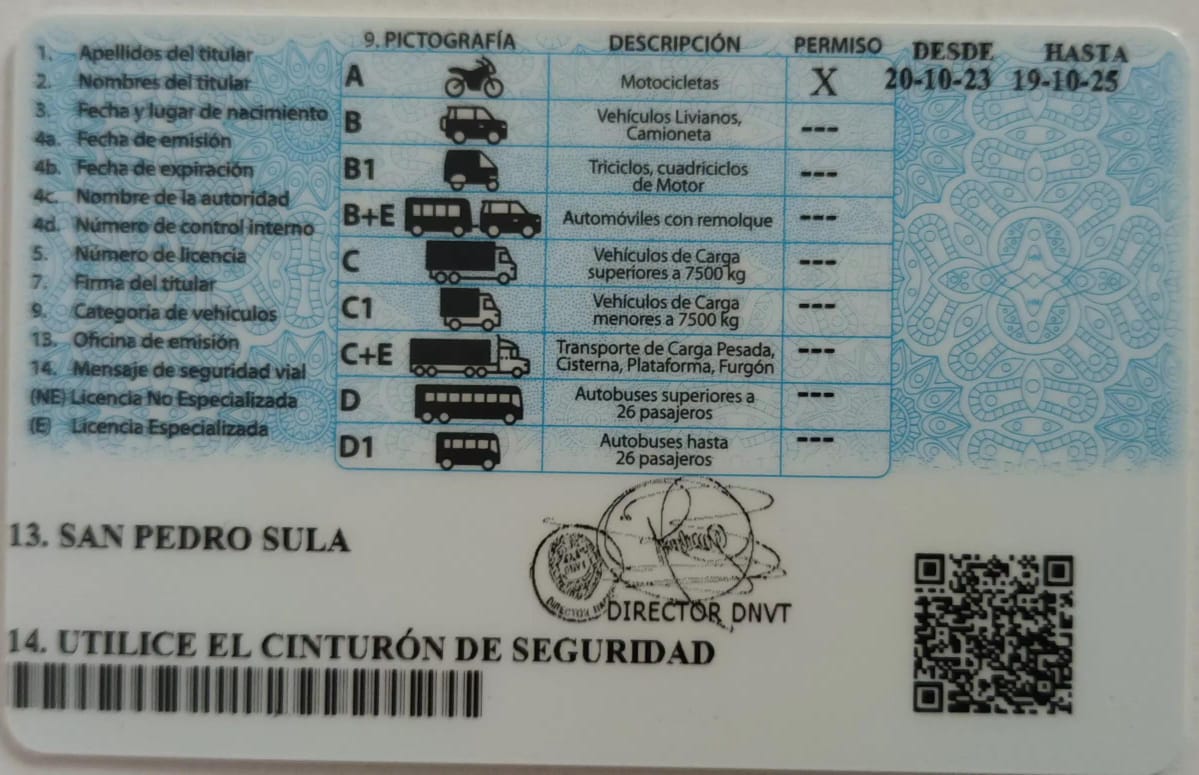 1. Apellidos del titular
2. Nombres del titular
3. Fecha y lugar de nacimiento
4a. Fecha de emisión
4b. Fecha de expiración
4c. Nombre de la autoridad
4d. Número de control interno
5. Número de licencia
7. Firma del titular
9. Categoria de vehículos
13. Oficina de emisión
14. Mensaje de seguridad vial
(NE) Licencia No Especializada
(E) Licencia Especializada
9. PICTOGRAFÍA DESCRIPCIÓN PERMISO DESDE HASTA
A Motocicletas X 20-10-23 19-10-25
B Vehículos Livianos,
Camioneta ---
B1 Triciclos, cuadriciclos
de Motor ---
B+E Automóviles con remolque ---
C Vehículos de Carga
superiores a 7500 kg ---
C1 Vehículos de Carga
menores a 7500 kg ---
C+E Transporte de Carga Pesada,
Cisterna, Plataforma, Furgón ---
D Autobuses superiores a
26 pasajeros ---
D1 Autobuses hasta
26 pasajeros ---
13. SAN PEDRO SULA
DIRECTOR DNVT
14. UTILICE EL CINTURÓN DE SEGURIDAD